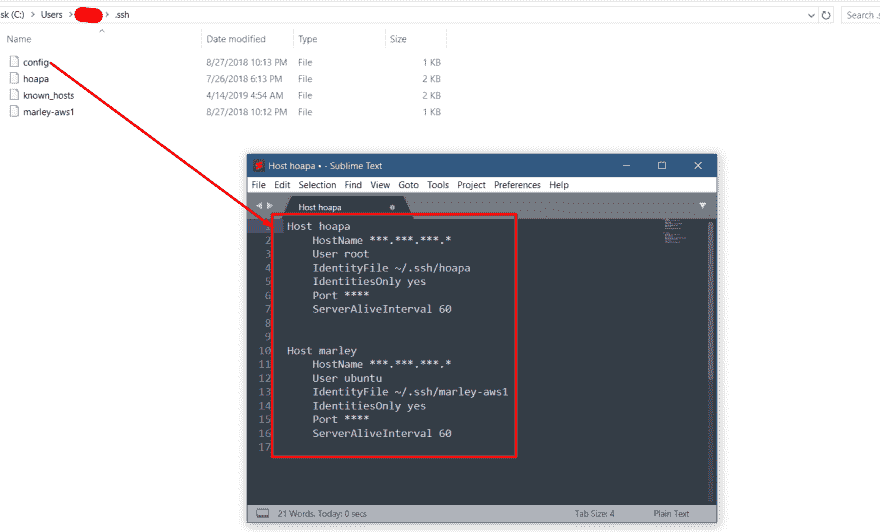 sk (C:) > Users > > .ssh
Search .s
Name Date modified Type Size
config 8/27/2018 10:13 PM File 1 KB
hoapa 7/26/2018 6:13 PM File 2 KB
known_hosts 4/14/2019 4:54 AM File 2 KB
marley-aws1 8/27/2018 10:12 PM File 1 KB
Host hoapa • - Sublime Text
File Edit Selection Find View Goto Tools Project Preferences Help
Host hoapa
1 Host hoapa
2 HostName ***.***.***.*
3 User root
4 IdentityFile ~/.ssh/hoapa
5 IdentitiesOnly yes
6 Port ****
7 ServerAliveInterval 60
8
9
10 Host marley
11 HostName ***.***.***.*
12 User ubuntu
13 IdentityFile ~/.ssh/marley-aws1
14 IdentitiesOnly yes
15 Port ****
16 ServerAliveInterval 60
17
21 Words, Today: 0 secs Tab Size: 4 Plain Text